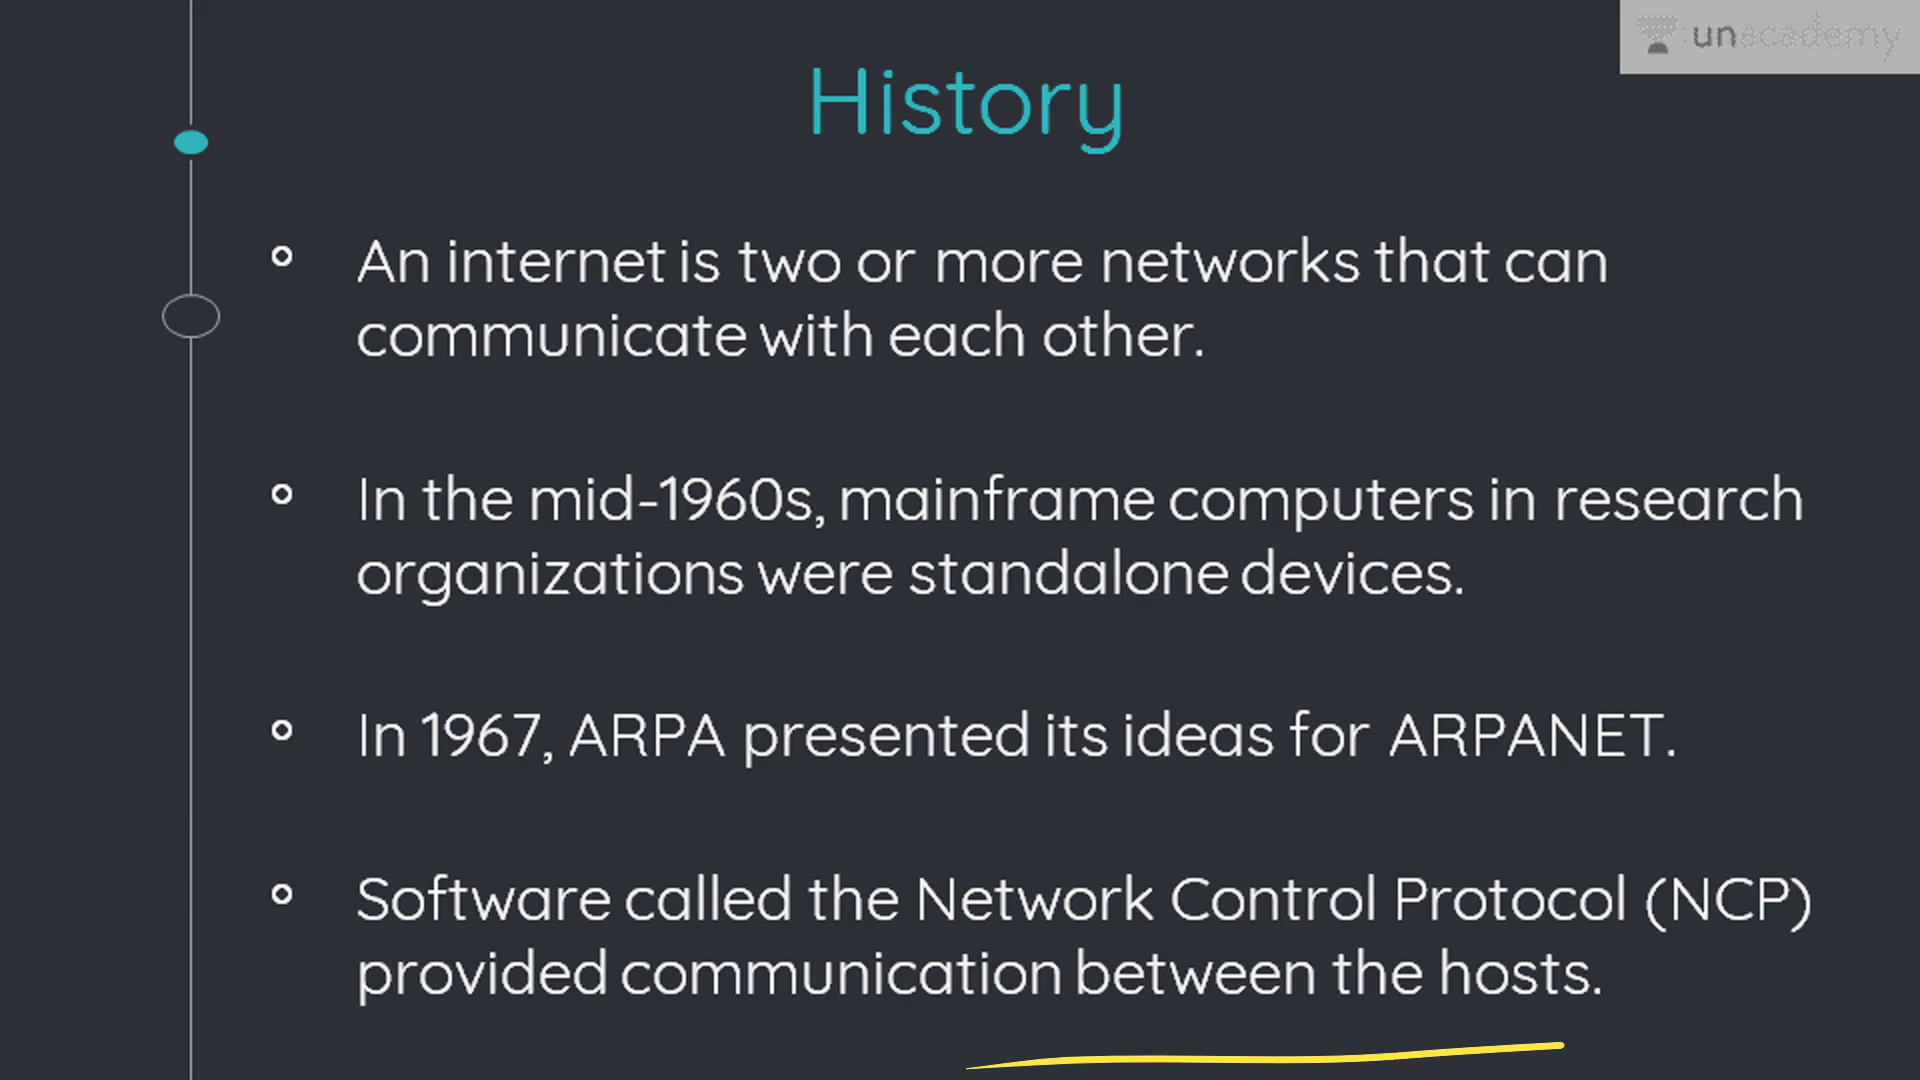 unacademy
History
An internet is two or more networks that can
communicate with each other.
In the mid-1960s, mainframe computers in research
organizations were standalone devices.
In 1967, ARPA presented its ideas for ARPANET.
Software called the Network Control Protocol (NCP)
provided communication between the hosts.